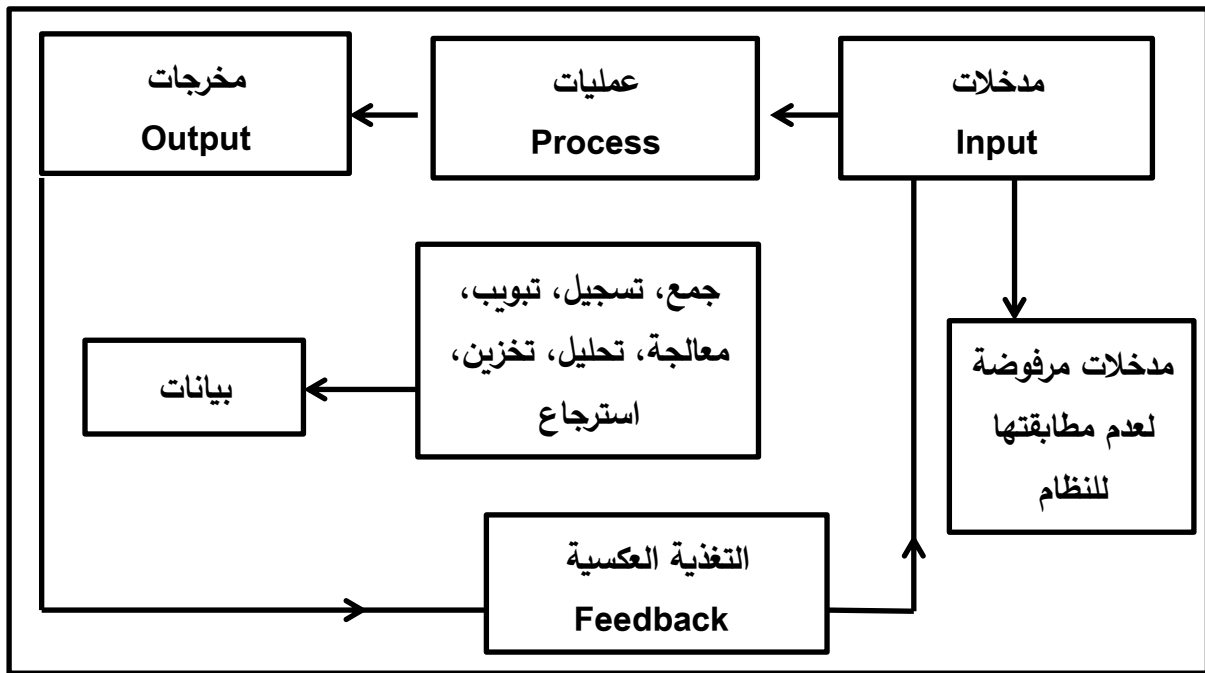 مدخلات
Input
عمليات
Process
مخرجات
Output
جمع، تسجيل، تبويب،
معالجة، تحليل، تخزين،
استرجاع
بيانات
مدخلات مرفوضة
لعدم مطابقتها
للنظام
التغذية العكسية
Feedback